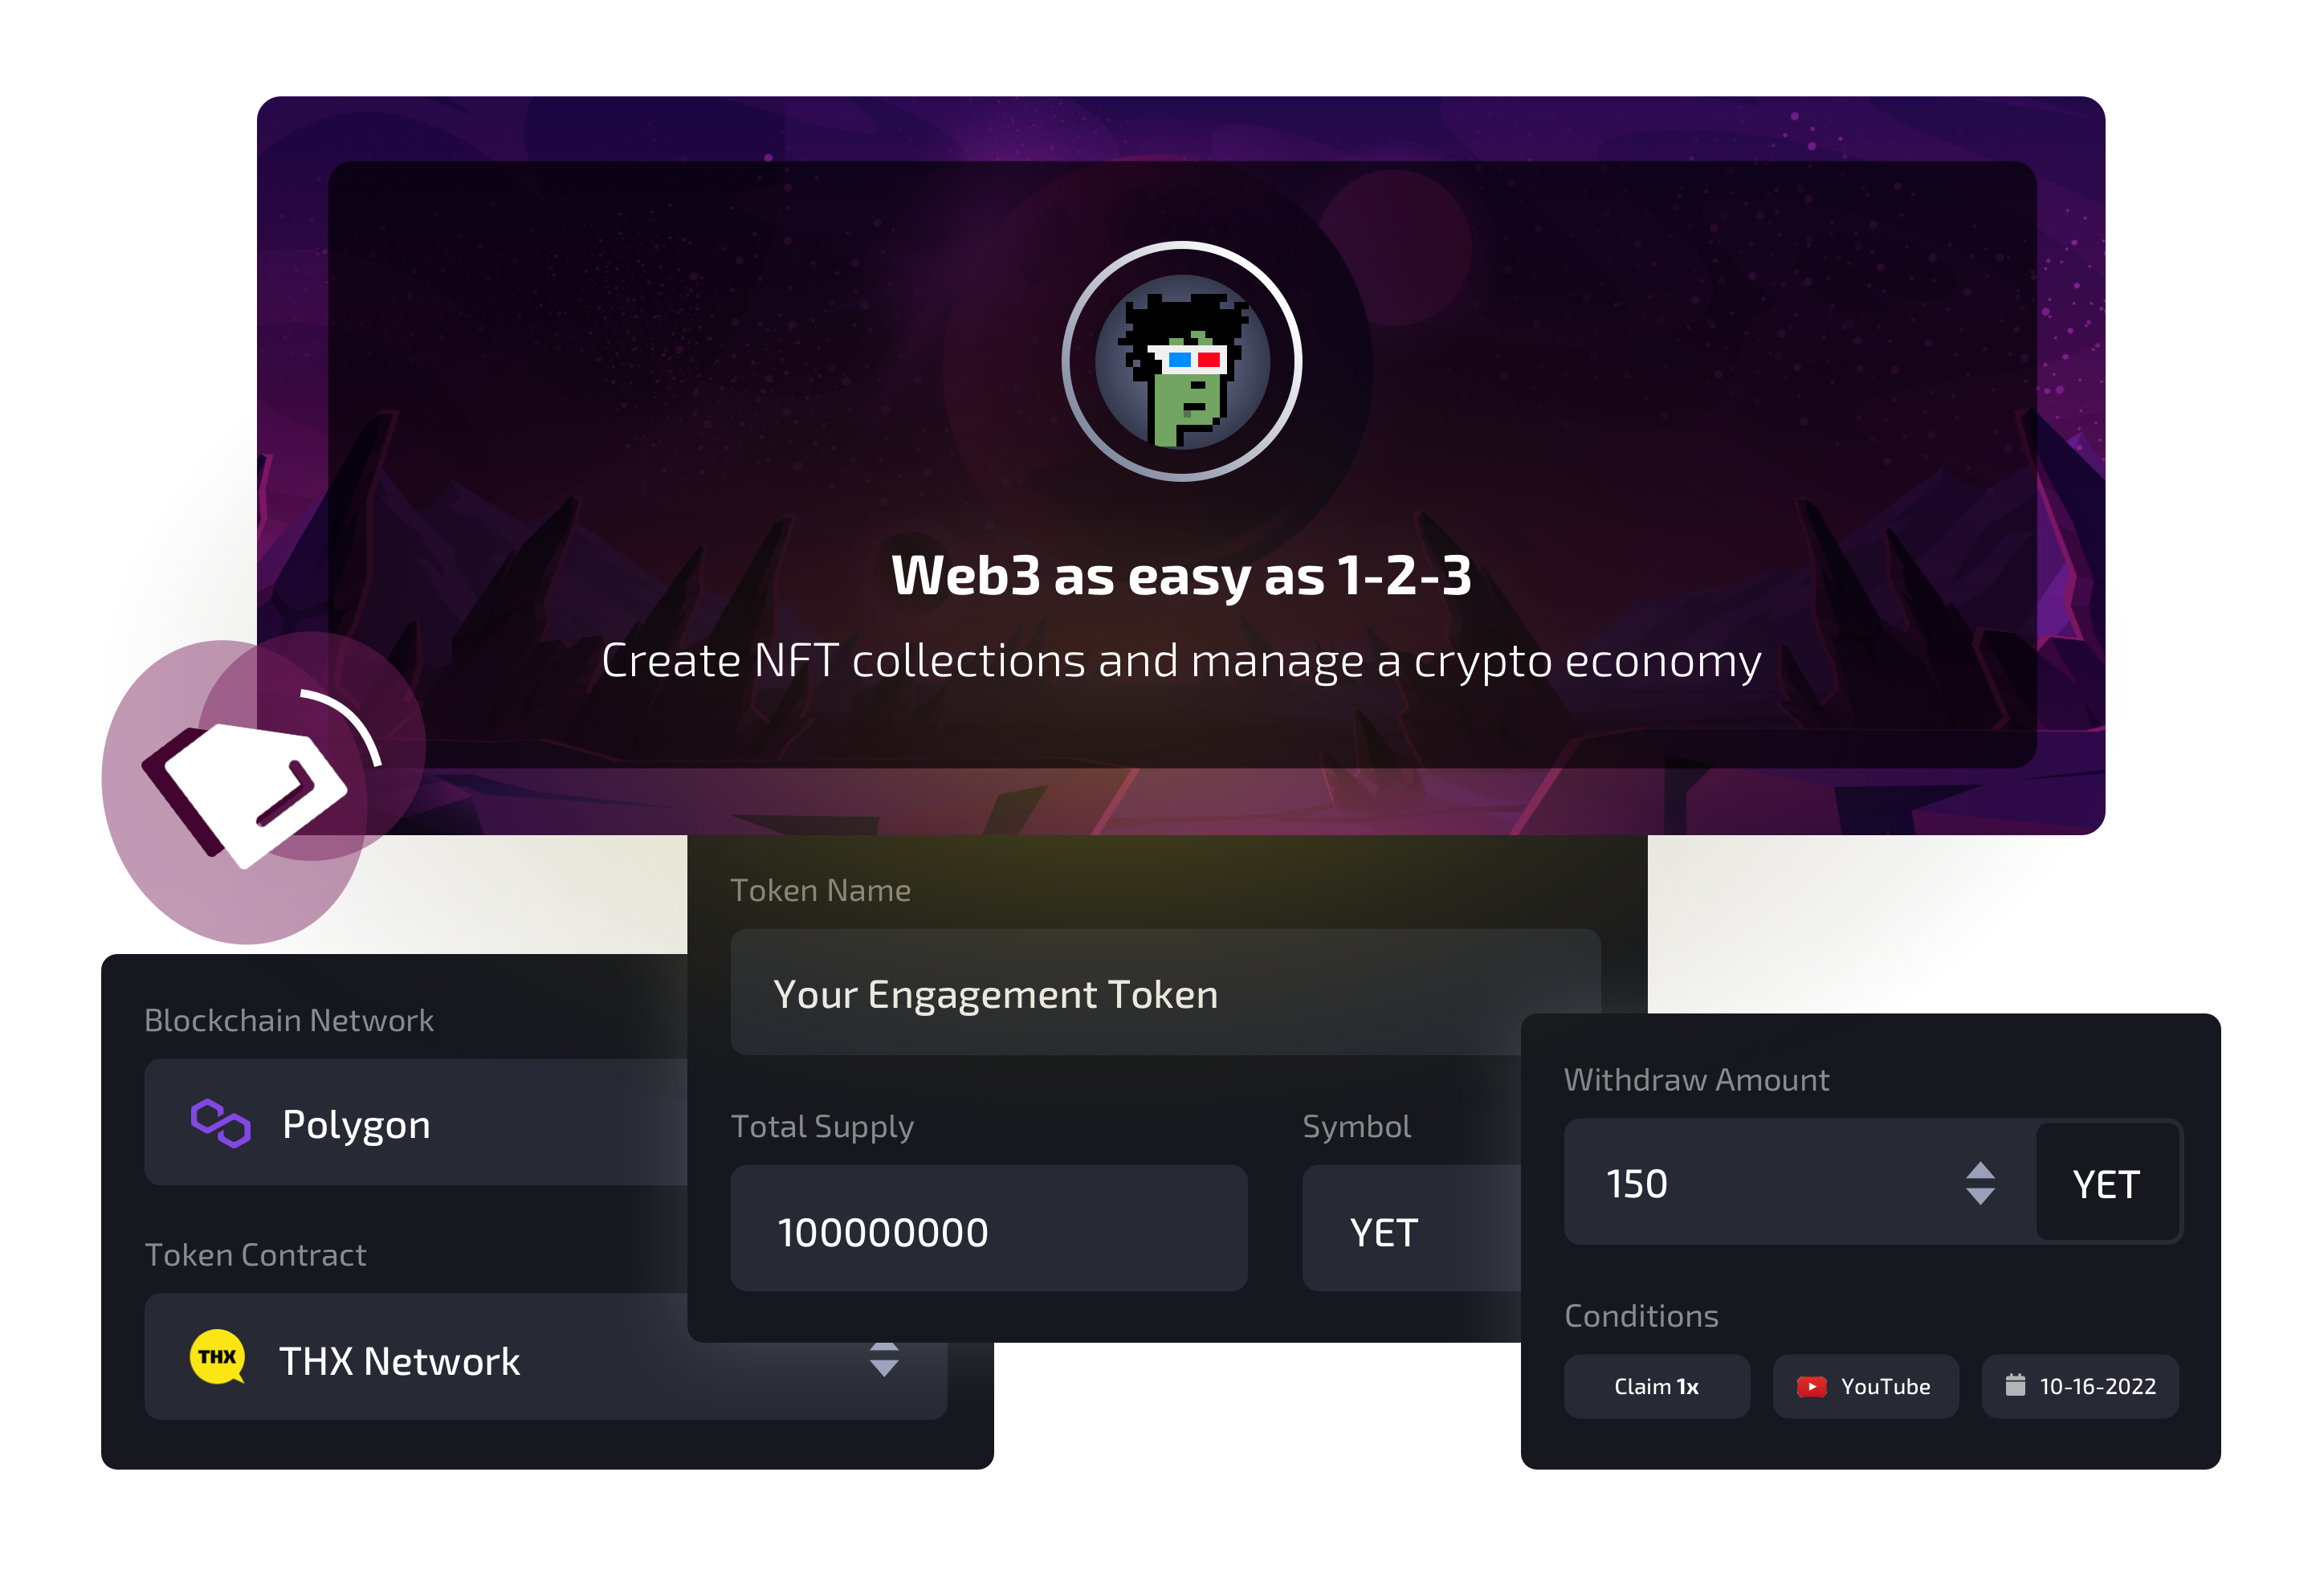 Web3 as easy as 1-2-3
Create NFT collections and manage a crypto economy
Blockchain Network
Polygon
Token Contract
THX
THX Network
Token Name
Your Engagement Token
Total Supply
100000000
Symbol
YET
Withdraw Amount
150
YET
Conditions
Claim 1x
YouTube
10-16-2022